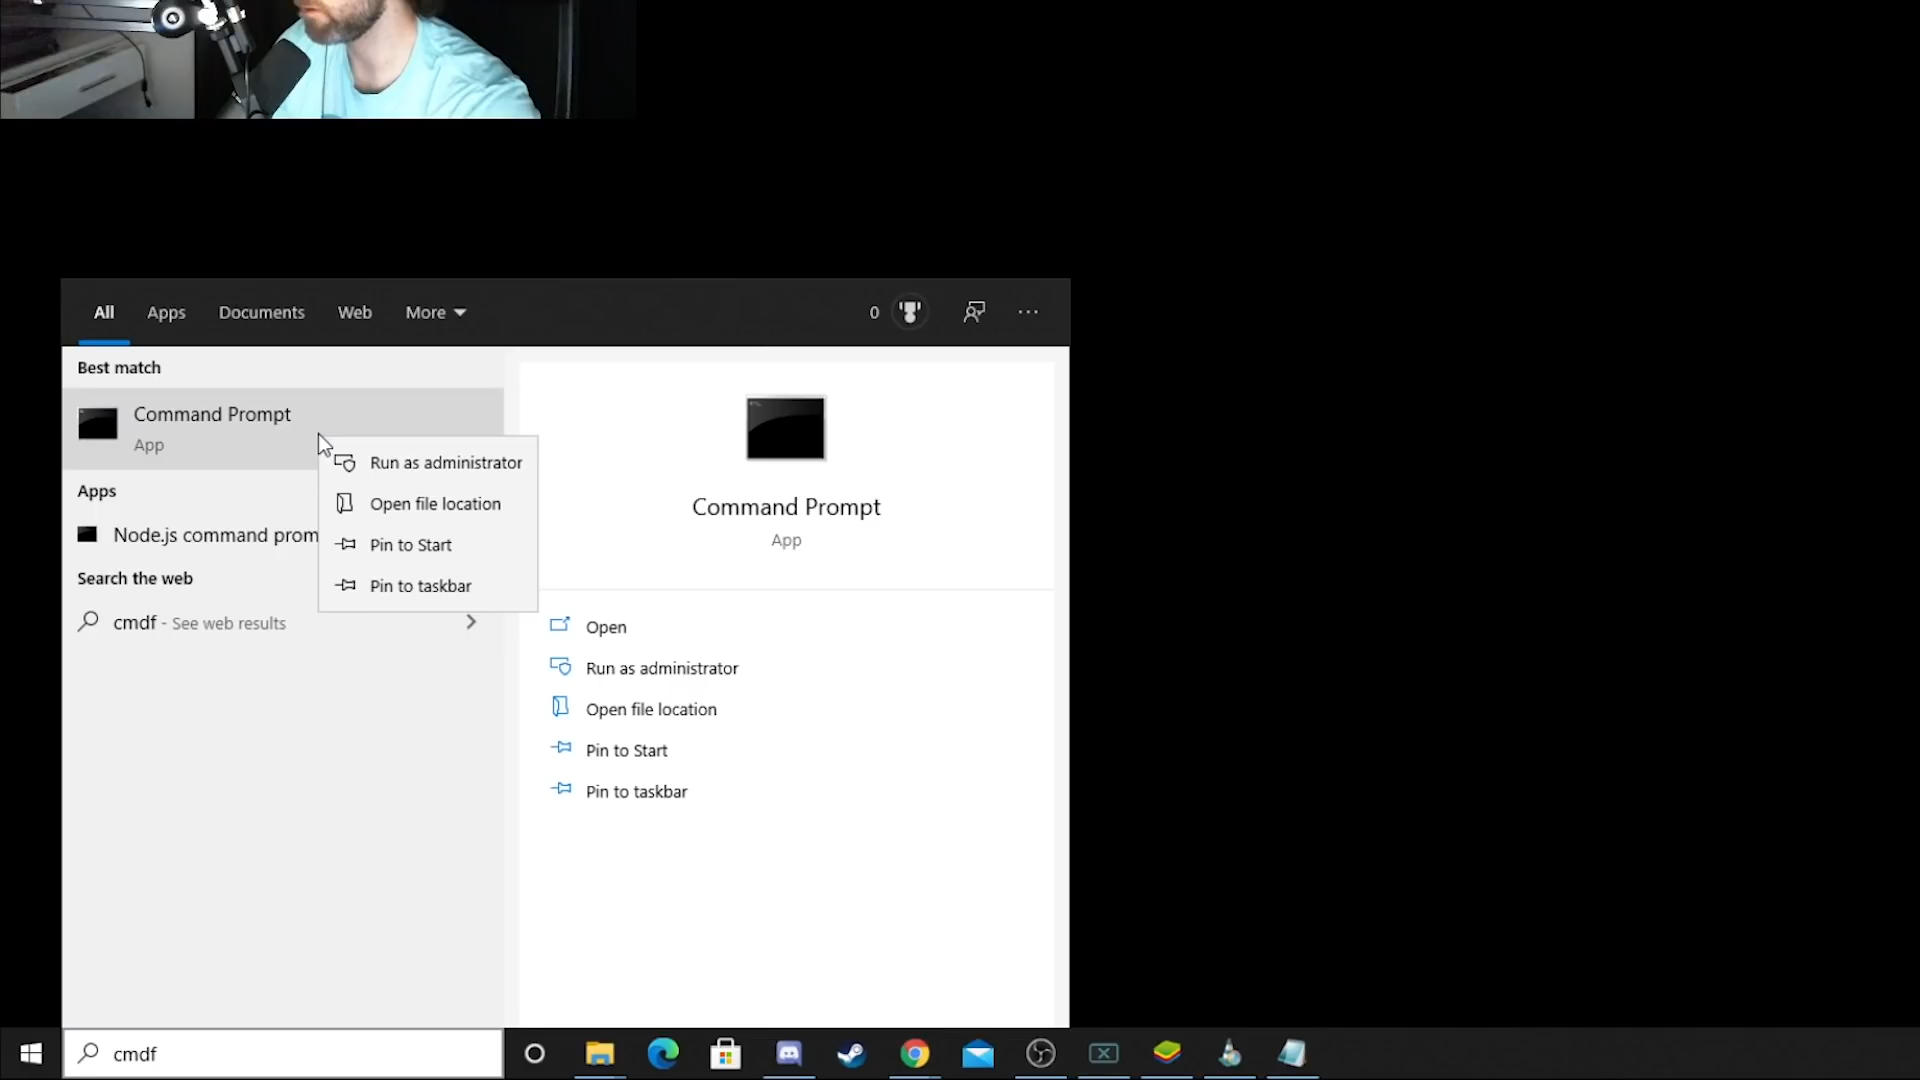 All Apps Documents Web More 0 ...
Best match
Command Prompt
App
Apps
Node.js command prom
Search the web
cmdf - See web results
Run as administrator
Open file location
Pin to Start
Pin to taskbar
Command Prompt
App
Open
Run as administrator
Open file location
Pin to Start
Pin to taskbar
cmdf